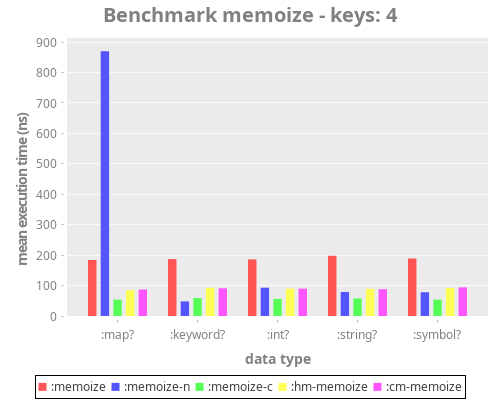 Benchmark memoize - keys: 4
mean execution time (ns)
900
800
700
600
500
400
300
200
100
0
:map? :keyword? :int? :string? :symbol?
data type
:memoize :memoize-n :memoize-c :hm-memoize :cm-memoize